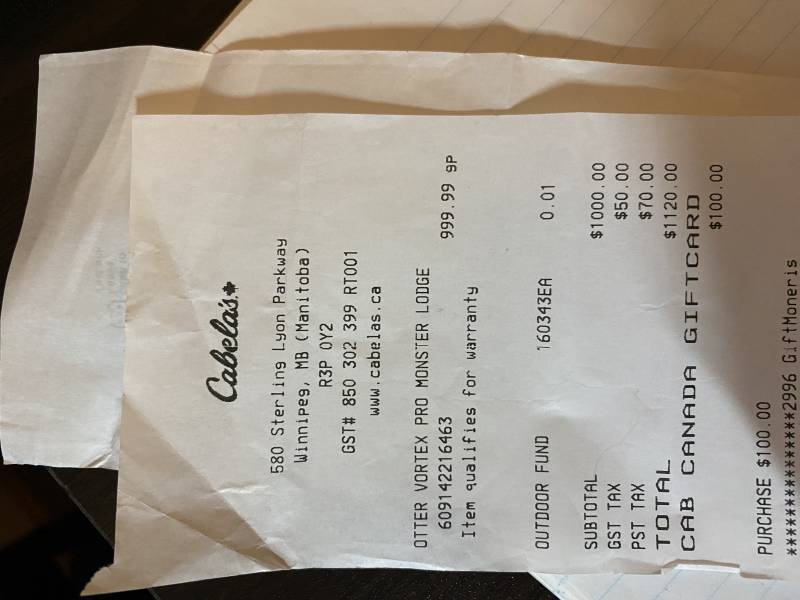 Cabela's
580 Sterling Lyon Parkway
Winnipeg, MB (Manitoba)
R3P 0Y2
GST# 850 302 399 RT001
www.cabelas.ca
OTTER VORTEX PRO MONSTER LODGE
609142216463 999.99 9P
Item qualifies for warranty
OUTDOOR FUND 160343EA 0.01
SUBTOTAL $1000.00
GST TAX $50.00
PST TAX $70.00
TOTAL $1120.00
CAB CANADA GIFTCARD
$100.00
PURCHASE $100.00
***************2996 GiftMoneris